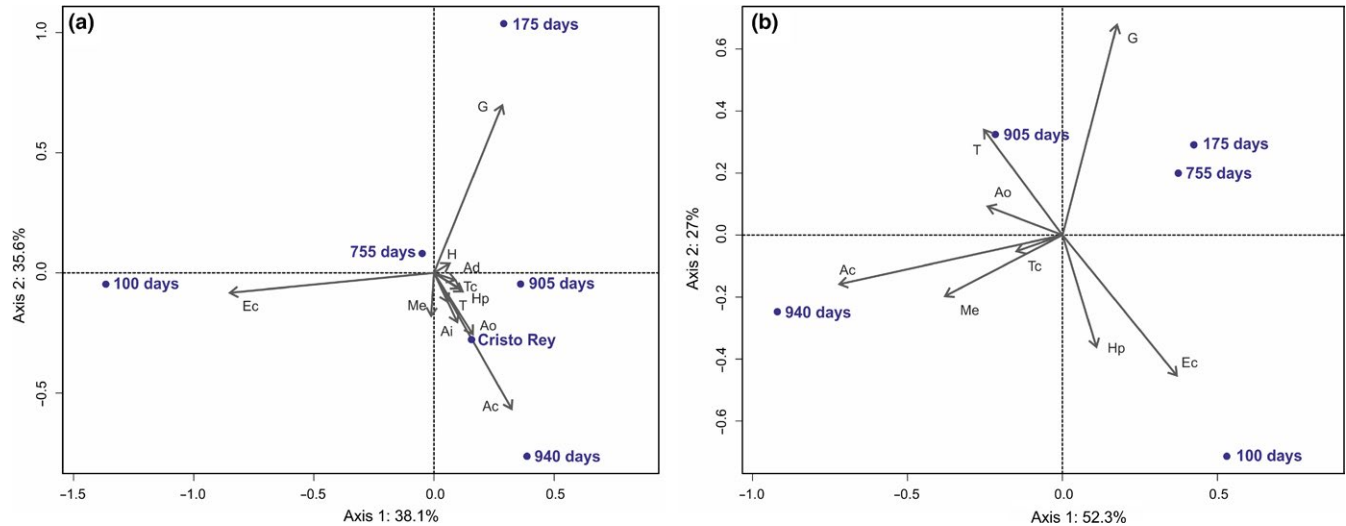 (a)
175 days
G
755 days
H
Ad
Tc
Hp
T
905 days
100 days
Ec
Me
Ai
Ao
Cristo Rey
Ac
940 days
1.0
0.5
0.0
−0.5
Axis 2: 35.6%
−1.5
−1.0
−0.5
0.0
0.5
Axis 1: 38.1%
(b)
G
905 days
T
175 days
755 days
Ao
Ac
Tc
Me
940 days
Hp
Ec
100 days
0.6
0.4
0.2
0.0
−0.2
−0.4
−0.6
Axis 2: 27%
−1.0
−0.5
0.0
0.5
Axis 1: 52.3%